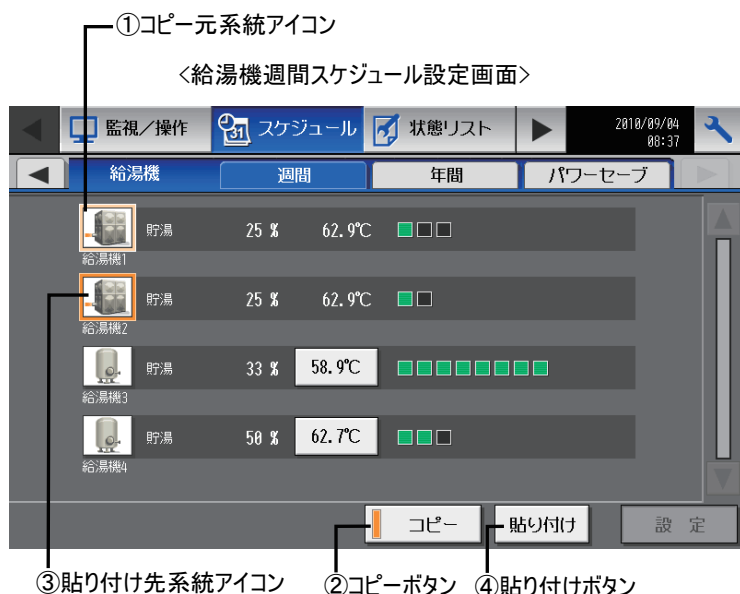 ①コピー元系統アイコン
<給湯機週間スケジュール設定画面>
監視／操作 スケジュール 状態リスト 2010/09/04
08:37
給湯機 週間 年間 パワーセーブ
貯湯 25 % 62.9℃
給湯機1
貯湯 25 % 62.9℃
給湯機2
貯湯 33 % 58.9℃
給湯機3
貯湯 50 % 62.7℃
給湯機4
コピー 貼り付け 設 定
③貼り付け先系統アイコン ②コピーボタン ④貼り付けボタン